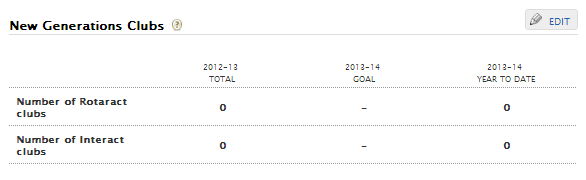 New Generations Clubs ?
EDIT
2012-13 2013-14 2013-14
TOTAL GOAL YEAR TO DATE
Number of Rotaract
clubs 0 – 0
Number of Interact
clubs 0 – 0